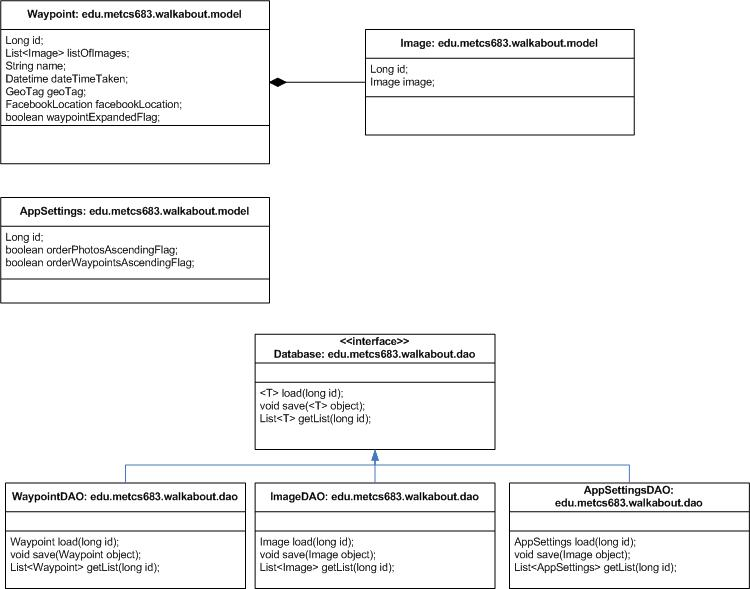 Waypoint: edu.metcs683.walkabout.model
Long id;
List<Image> listOfImages;
String name;
Datetime dateTimeTaken;
GeoTag geoTag;
FacebookLocation facebookLocation;
boolean waypointExpandedFlag;
Image: edu.metcs683.walkabout.model
Long id;
Image image;
AppSettings: edu.metcs683.walkabout.model
Long id;
boolean orderPhotosAscendingFlag;
boolean orderWaypointsAscendingFlag;
<<interface>>
Database: edu.metcs683.walkabout.dao
<T> load(long id);
void save(<T> object);
List<T> getList(long id);
WaypointDAO: edu.metcs683.walkabout.dao
Waypoint load(long id);
void save(Waypoint object);
List<Waypoint> getList(long id);
ImageDAO: edu.metcs683.walkabout.dao
Image load(long id);
void save(Image object);
List<Image> getList(long id);
AppSettingsDAO:
edu.metcs683.walkabout.dao
AppSettings load(long id);
void save(Image object);
List<AppSettings> getList(long id);